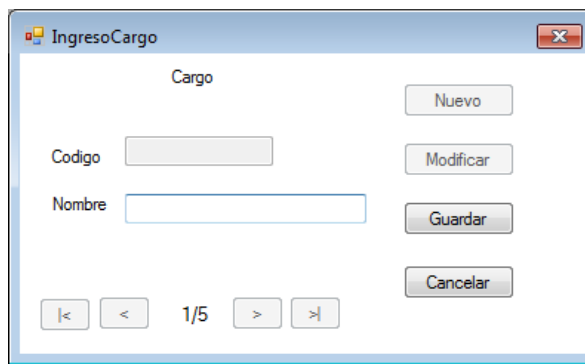 IngresoCargo
Cargo
Nuevo
Codigo
Modificar
Nombre
Guardar
Cancelar
|< < 1/5 > >|